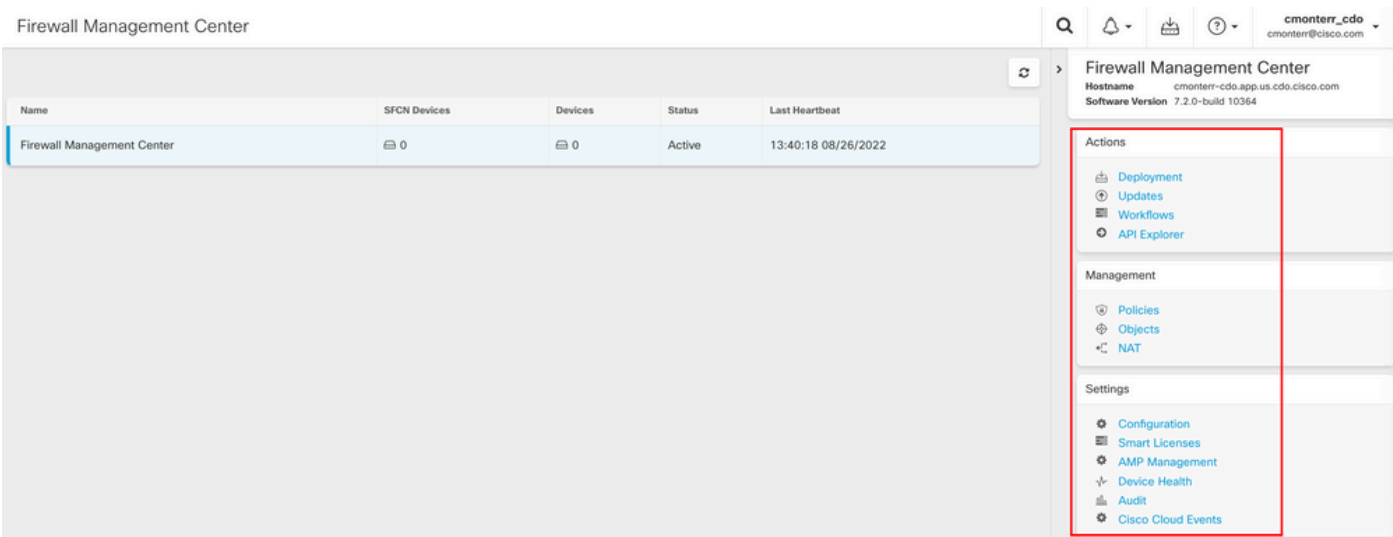 Firewall Management Center
cmonterr_cdo
cmonterr@cisco.com
Name SFCN Devices Devices Status Last Heartbeat
Firewall Management Center 0 0 Active 13:40:18 08/26/2022
Firewall Management Center
Hostname cmonterr-cdo.app.us.cdo.cisco.com
Software Version 7.2.0-build 10364
Actions
Deployment
Updates
Workflows
API Explorer
Management
Policies
Objects
NAT
Settings
Configuration
Smart Licenses
AMP Management
Device Health
Audit
Cisco Cloud Events